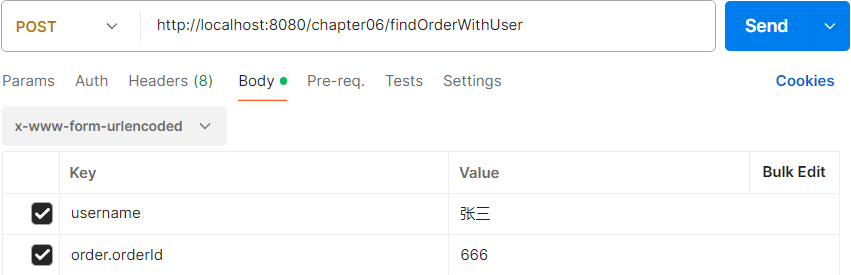 POST http://localhost:8080/chapter06/findOrderWithUser Send
Params Auth Headers (8) Body Pre-req. Tests Settings Cookies
x-www-form-urlencoded
Key Value Bulk Edit
username 张三
order.orderId 666